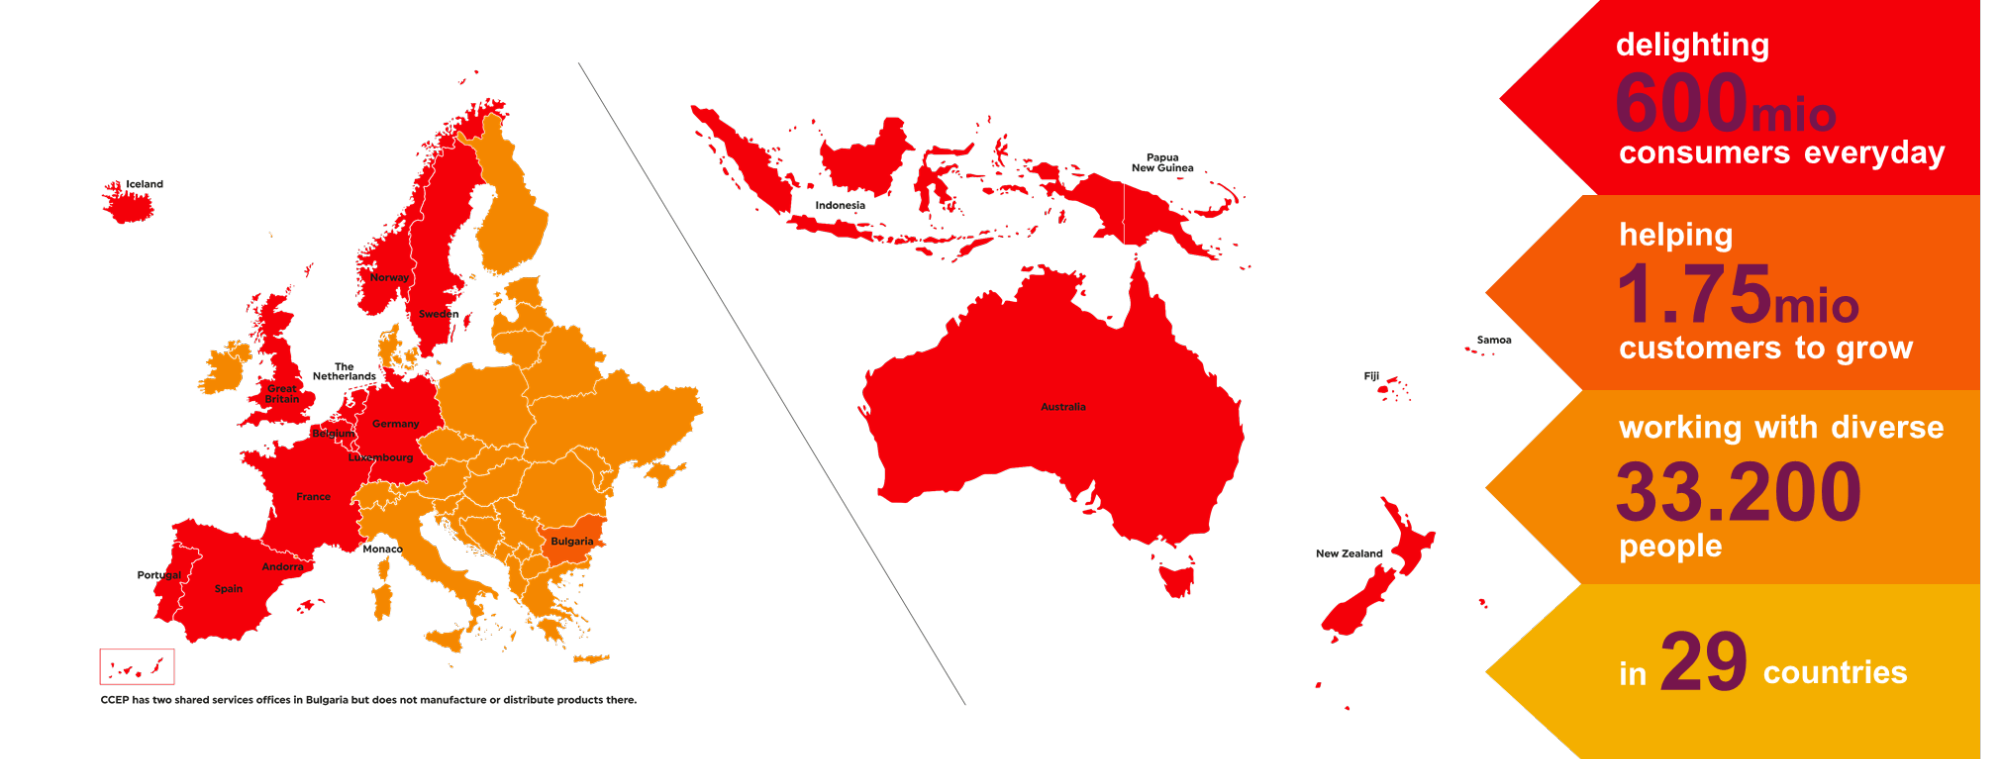 Iceland
Norway
Sweden
The
Netherlands
Great
Britain
Belgium
Germany
Luxembourg
France
Monaco
Bulgaria
Andorra
Portugal
Spain
CCEP has two shared services offices in Bulgaria but does not manufacture or distribute products there.
Papua
New Guinea
Indonesia
Samoa
Fiji
Australia
New Zealand
delighting
600mio
consumers everyday
helping
1.75mio
customers to grow
working with diverse
33.200
people
in 29 countries